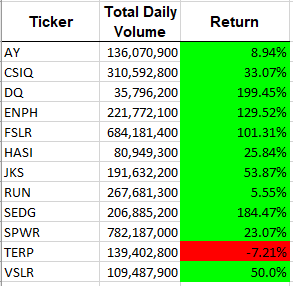 Ticker Total Daily Volume Return
AY 136,070,900 8.94%
CSIQ 310,592,800 33.07%
DQ 35,796,200 199.45%
ENPH 221,772,100 129.52%
FSLR 684,181,400 101.31%
HASI 80,949,300 25.84%
JKS 191,632,200 53.87%
RUN 267,681,300 5.55%
SEDG 206,885,200 184.47%
SPWR 782,187,000 23.07%
TERP 139,402,800 -7.21%
VSLR 109,487,900 50.0%